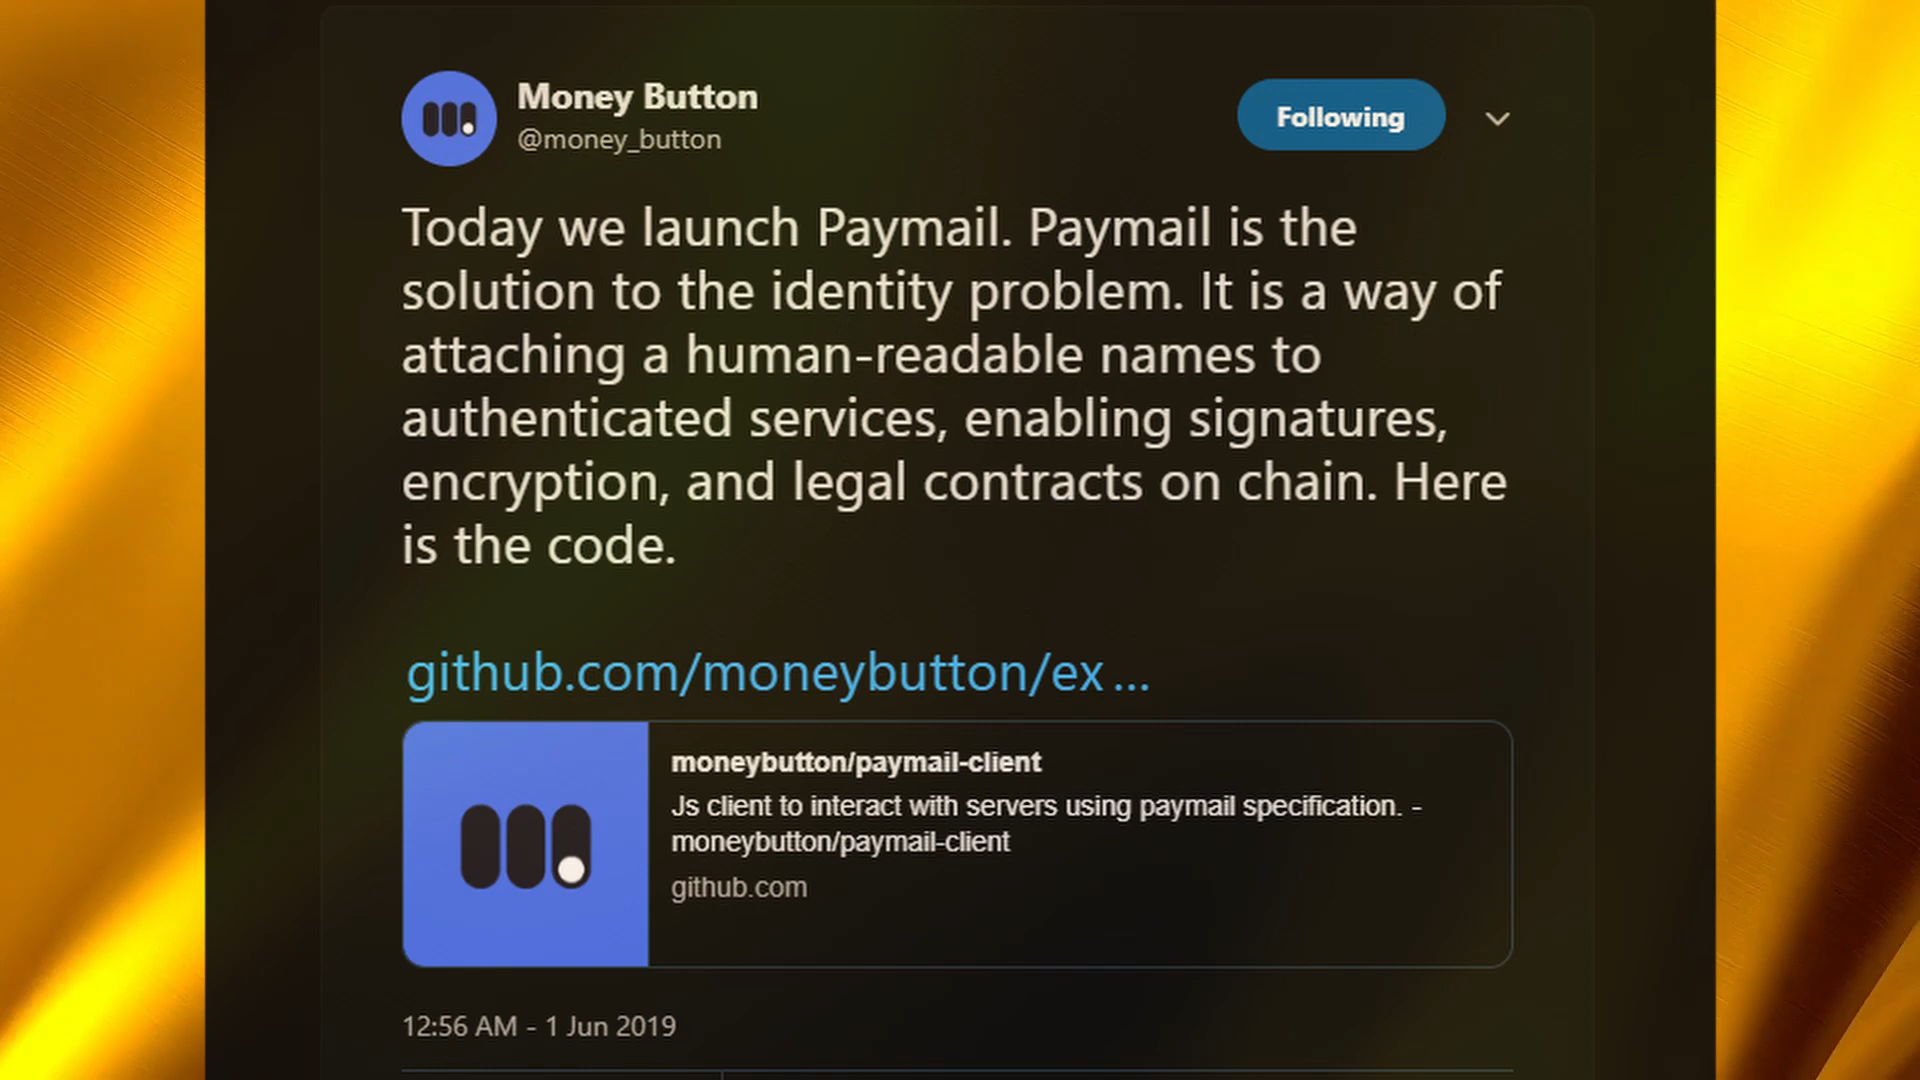 Money Button
@money_button
Following
Today we launch Paymail. Paymail is the
solution to the identity problem. It is a way of
attaching a human-readable names to
authenticated services, enabling signatures,
encryption, and legal contracts on chain. Here
is the code.
github.com/moneybutton/ex…
moneybutton/paymail-client
Js client to interact with servers using paymail specification. -
moneybutton/paymail-client
github.com
12:56 AM - 1 Jun 2019